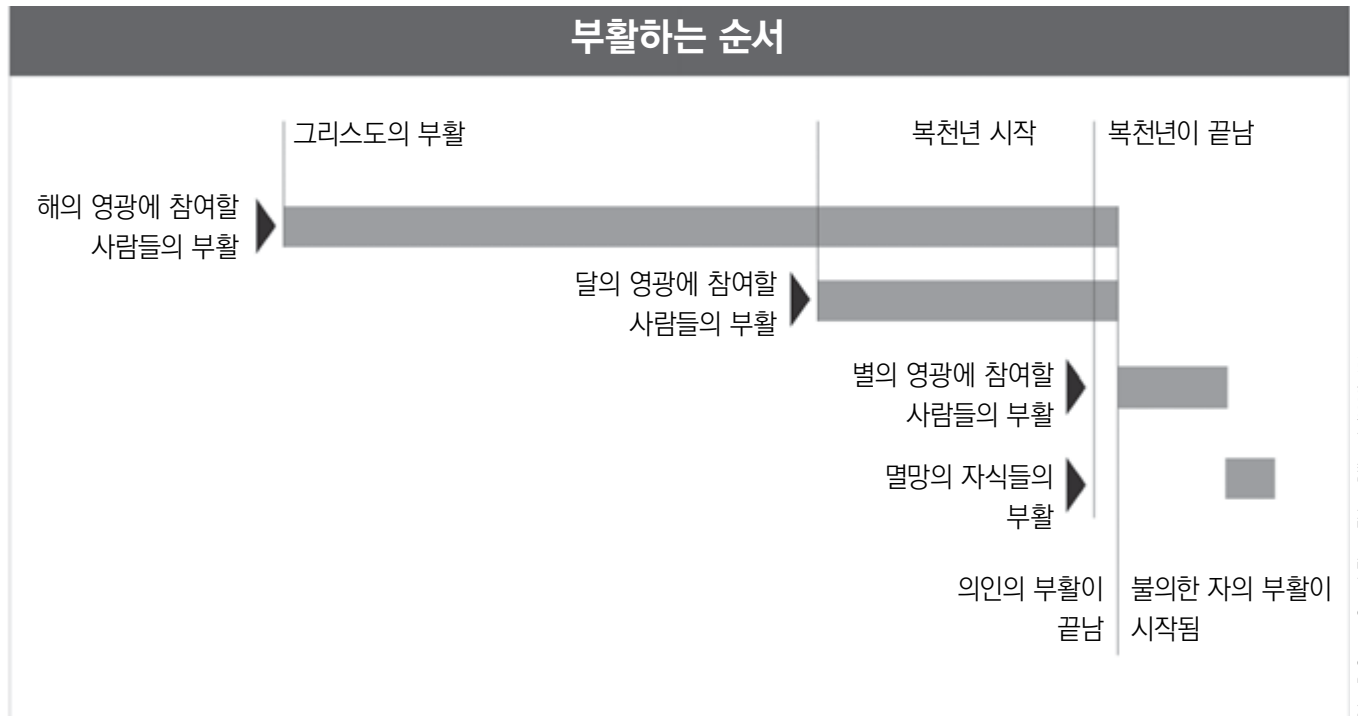 부활하는 순서
그리스도의 부활
복천년 시작
복천년이 끝남
해의 영광에 참여할
사람들의 부활
달의 영광에 참여할
사람들의 부활
별의 영광에 참여할
사람들의 부활
멸망의 자식들의
부활
의인의 부활이
끝남
불의한 자의 부활이
시작됨